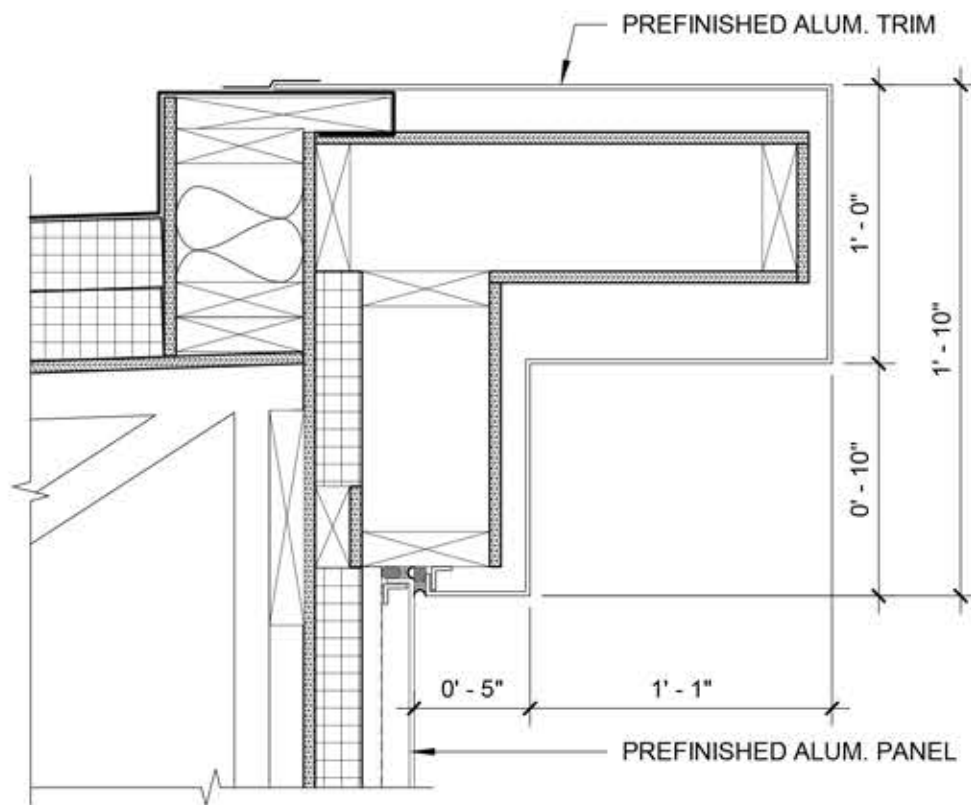 PREFINISHED ALUM. TRIM
1' - 0"
1' - 10"
0' - 10"
0' - 5"
1' - 1"
PREFINISHED ALUM. PANEL